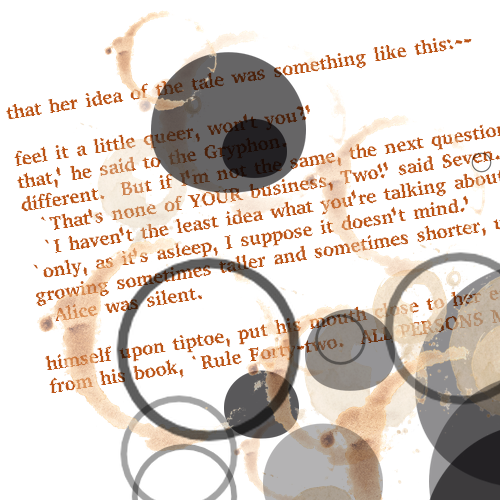 that her idea of the tale was something like this:--
feel it a little queer, won't you?'
that,' he said to the Gryphon.
different. But if I'm not the same, the next question
`That's none of YOUR business, Two!' said Seven.
`I haven't the least idea what you're talking about
`only, as it's asleep, I suppose it doesn't mind.'
growing sometimes taller and sometimes shorter,
Alice was silent.
himself upon tiptoe, put his mouth close to her
from his book, `Rule Forty-two. ALL PERSONS